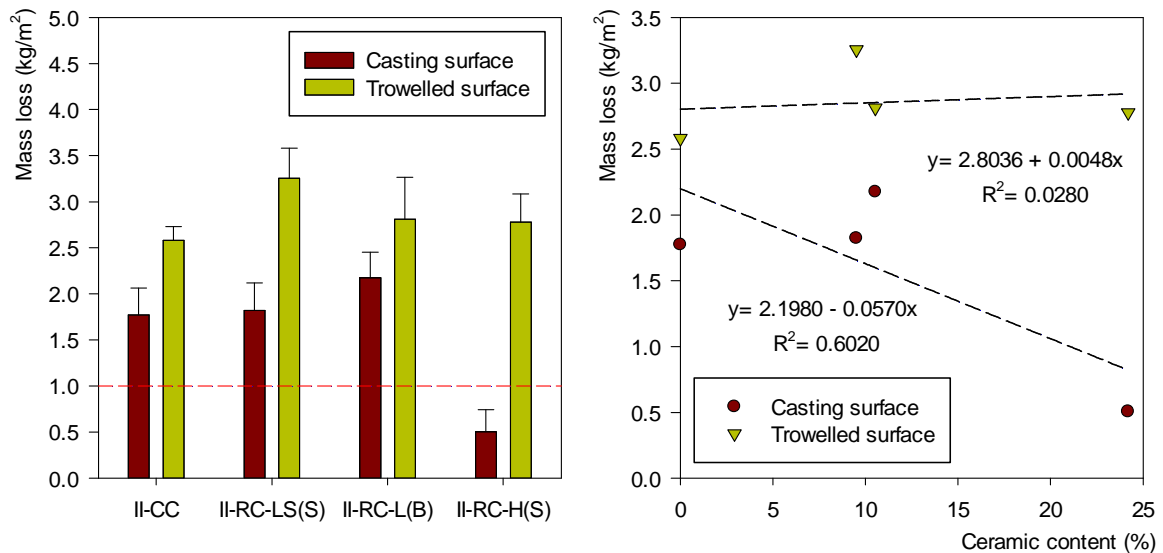 Mass loss (kg/m²)
5.0
4.5
4.0
3.5
3.0
2.5
2.0
1.5
1.0
0.5
0.0
Casting surface
Trowelled surface
II-CC
II-RC-LS(S)
II-RC-L(B)
II-RC-H(S)
Mass loss (kg/m²)
3.5
3.0
2.5
2.0
1.5
1.0
0.5
0.0
y= 2.8036 + 0.0048x
R²= 0.0280
y= 2.1980 - 0.0570x
R²= 0.6020
Casting surface
Trowelled surface
0 5 10 15 20 25
Ceramic content (%)